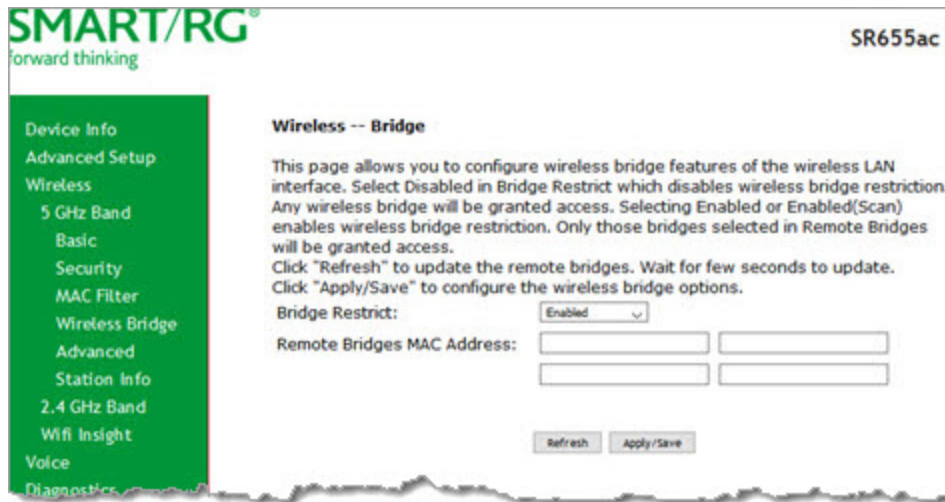 SMART/RG®
forward thinking
SR655ac
Device Info
Advanced Setup
Wireless
5 GHz Band
Basic
Security
MAC Filter
Wireless Bridge
Advanced
Station Info
2.4 GHz Band
Wifi Insight
Voice
Diagnostics
Wireless -- Bridge
This page allows you to configure wireless bridge features of the wireless LAN
interface. Select Disabled in Bridge Restrict which disables wireless bridge restriction.
Any wireless bridge will be granted access. Selecting Enabled or Enabled(Scan)
enables wireless bridge restriction. Only those bridges selected in Remote Bridges
will be granted access.
Click "Refresh" to update the remote bridges. Wait for few seconds to update.
Click "Apply/Save" to configure the wireless bridge options.
Bridge Restrict: Enabled
Remote Bridges MAC Address:
Refresh Apply/Save